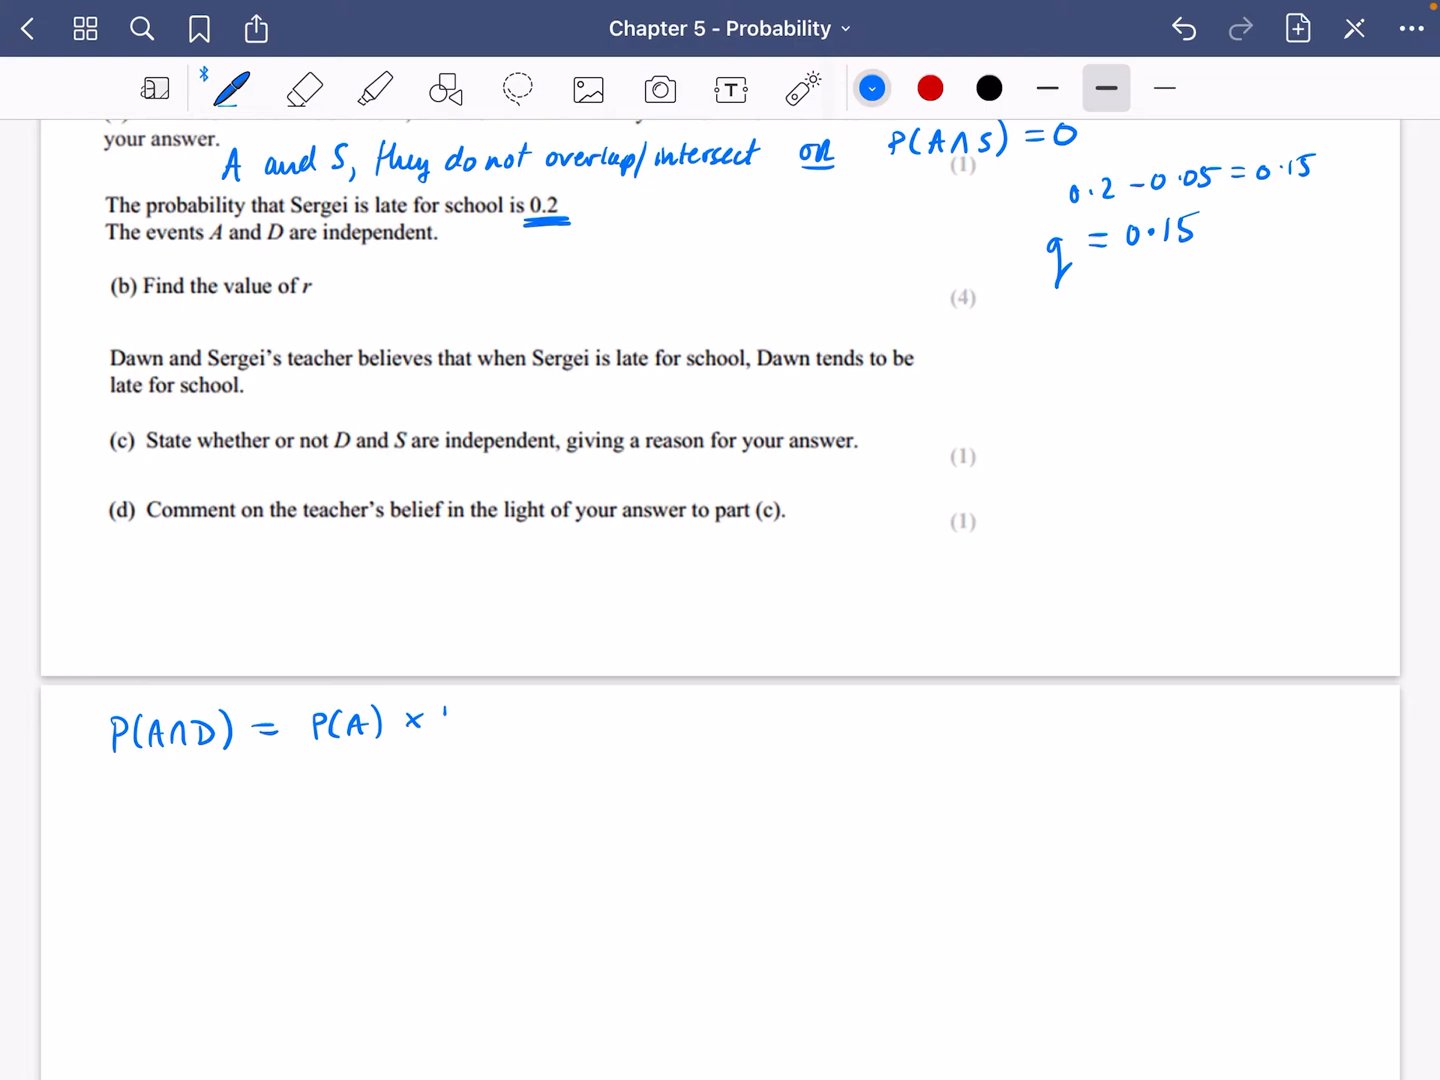 Chapter 5 - Probability
your answer.
A and S, they do not overlap/intersect OR P(A∩S) = 0
(1)
0.2 - 0.05 = 0.15
The probability that Sergei is late for school is 0.2
The events A and D are independent.
q = 0.15
(b) Find the value of r
(4)
Dawn and Sergei's teacher believes that when Sergei is late for school, Dawn tends to be
late for school.
(c) State whether or not D and S are independent, giving a reason for your answer.
(1)
(d) Comment on the teacher's belief in the light of your answer to part (c).
(1)
P(A∩D) = P(A) ×